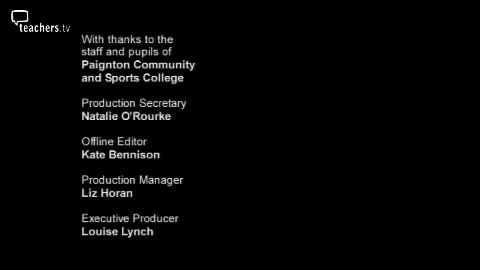 teachers.tv
With thanks to the
staff and pupils of
Paignton Community
and Sports College
Production Secretary
Natalie O'Rourke
Offline Editor
Kate Bennison
Production Manager
Liz Horan
Executive Producer
Louise Lynch